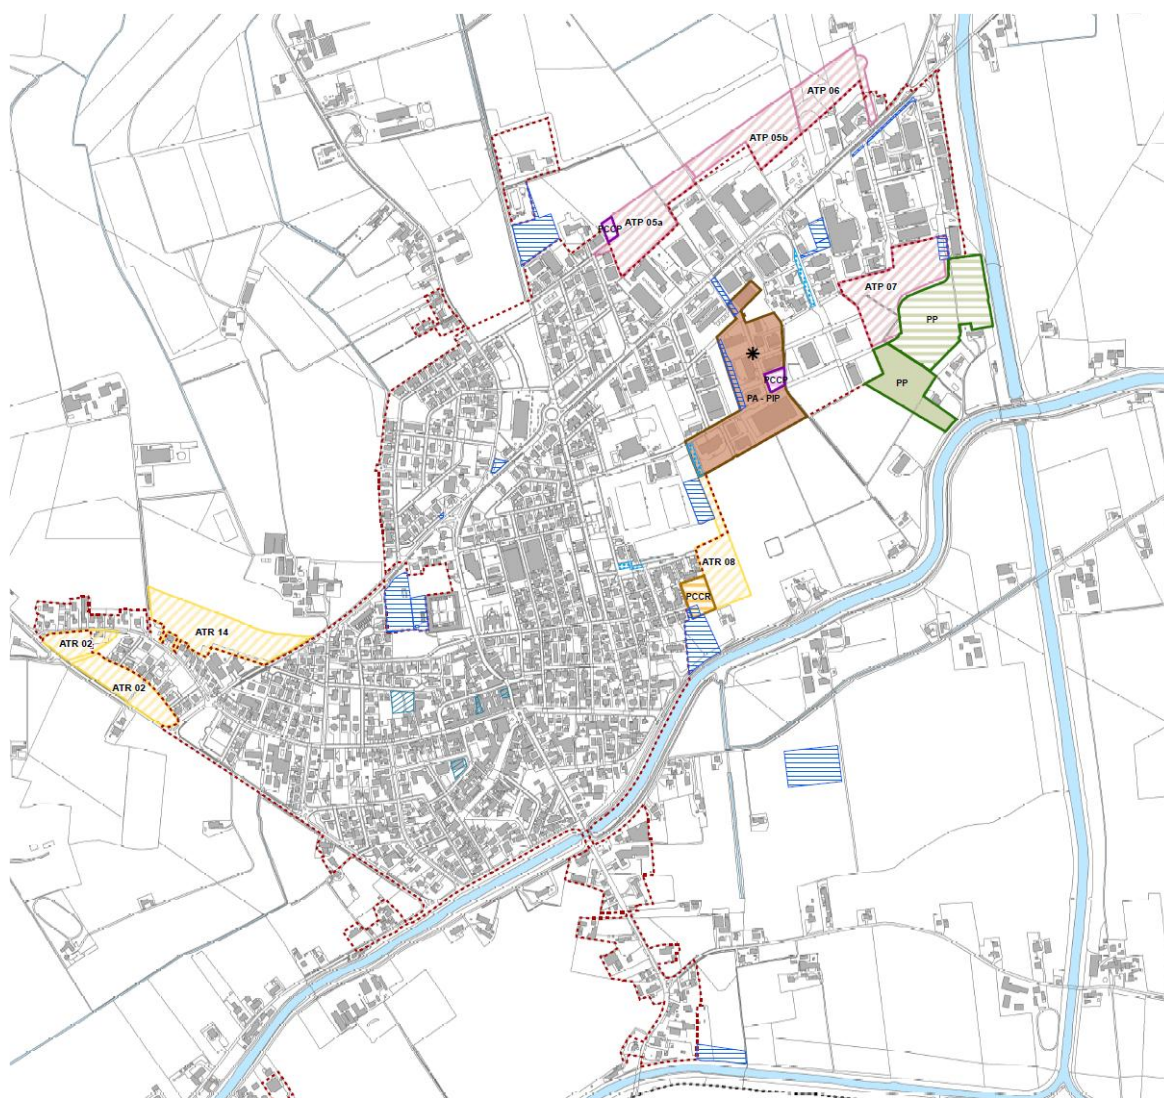 ATP 06
ATP 05b
ATP 05a
PCCP
ATP 07
PP
PCCP
PP
PA - PIP
ATR 08
PCCR
ATR 14
ATR 02
ATR 02